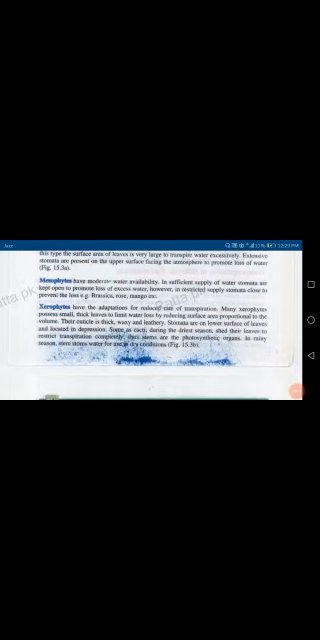 Jazz 11% 12:29 PM
this type the surface area of leaves is very large to transpire water excessively. Extensive
stomata are present on the upper surface facing the atmosphere to promote loss of water
(Fig. 15.3a).
Mesophytes have moderate water availability. In sufficient supply of water stomata are
kept open to promote loss of excess water, however, in restricted supply stomata close to
prevent the loss e.g. Brassica, rose, mango etc.
Xerophytes have the adaptations for reduced rate of transpiration. Many xerophytes
possess small, thick leaves to limit water loss by reducing surface area proportional to the
volume. Their cuticle is thick, waxy and leathery. Stomata are on lower surface of leaves
and located in depression. Some as cacti, during the driest season, shed their leaves to
restrict transpiration completely, thus stems are the photosynthetic organs. In rainy
season, stem stores water for use in dry conditions (Fig. 15.3b).